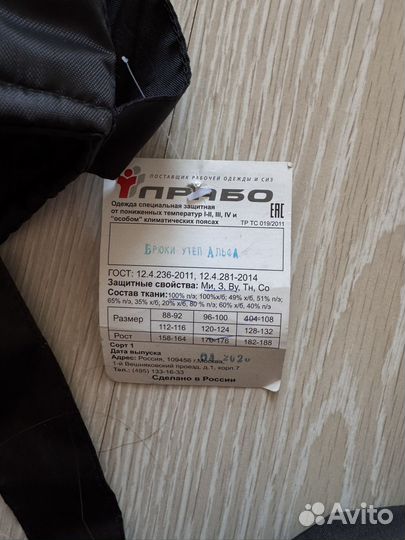 ПОСТАВЩИК РАБОЧЕЙ ОДЕЖДЫ И СИЗ
ПРАБО
Одежда специальная защитная
от пониженных температур I-II, III, IV и
"особом" климатических поясах
ТР ТС 019/2011
ЕАС
БРЮКИ УТЕП АЛЬФА
ГОСТ: 12.4.236-2011, 12.4.281-2014
Защитные свойства: Ми, З, Ву, Тн, Со
Состав ткани: 100% п/э; 100%х/б; 49% х/б, 51% п/э;
65% п/э, 35% х/б; 20% х/б, 80 % п/э; 60% х/б, 40% п/э
Размер 88-92 96-100 104-108
112-116 120-124 128-132
Рост 158-164 170-176 182-188
Сорт 1
Дата выпуска 04 2020
Адрес: Россия, 109456 г.Москва,
1-й Вешняковский проезд, д.1, корп.7
Тел.: (495) 133-16-33
Сделано в России
Avito